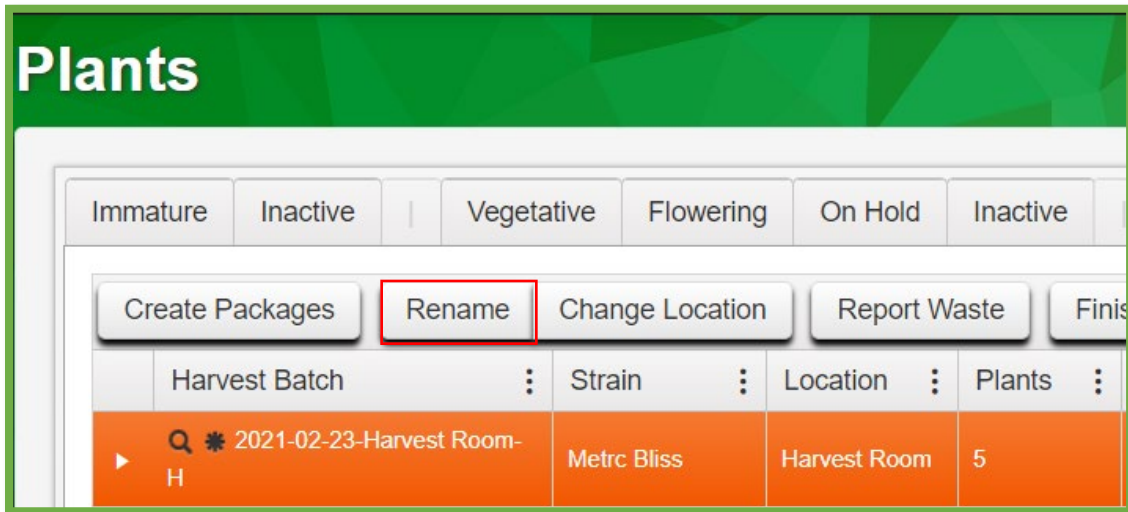 Plants
Immature Inactive | Vegetative Flowering On Hold Inactive
Create Packages Rename Change Location Report Waste Finis
Harvest Batch Strain Location Plants
2021-02-23-Harvest Room-
H Metrc Bliss Harvest Room 5